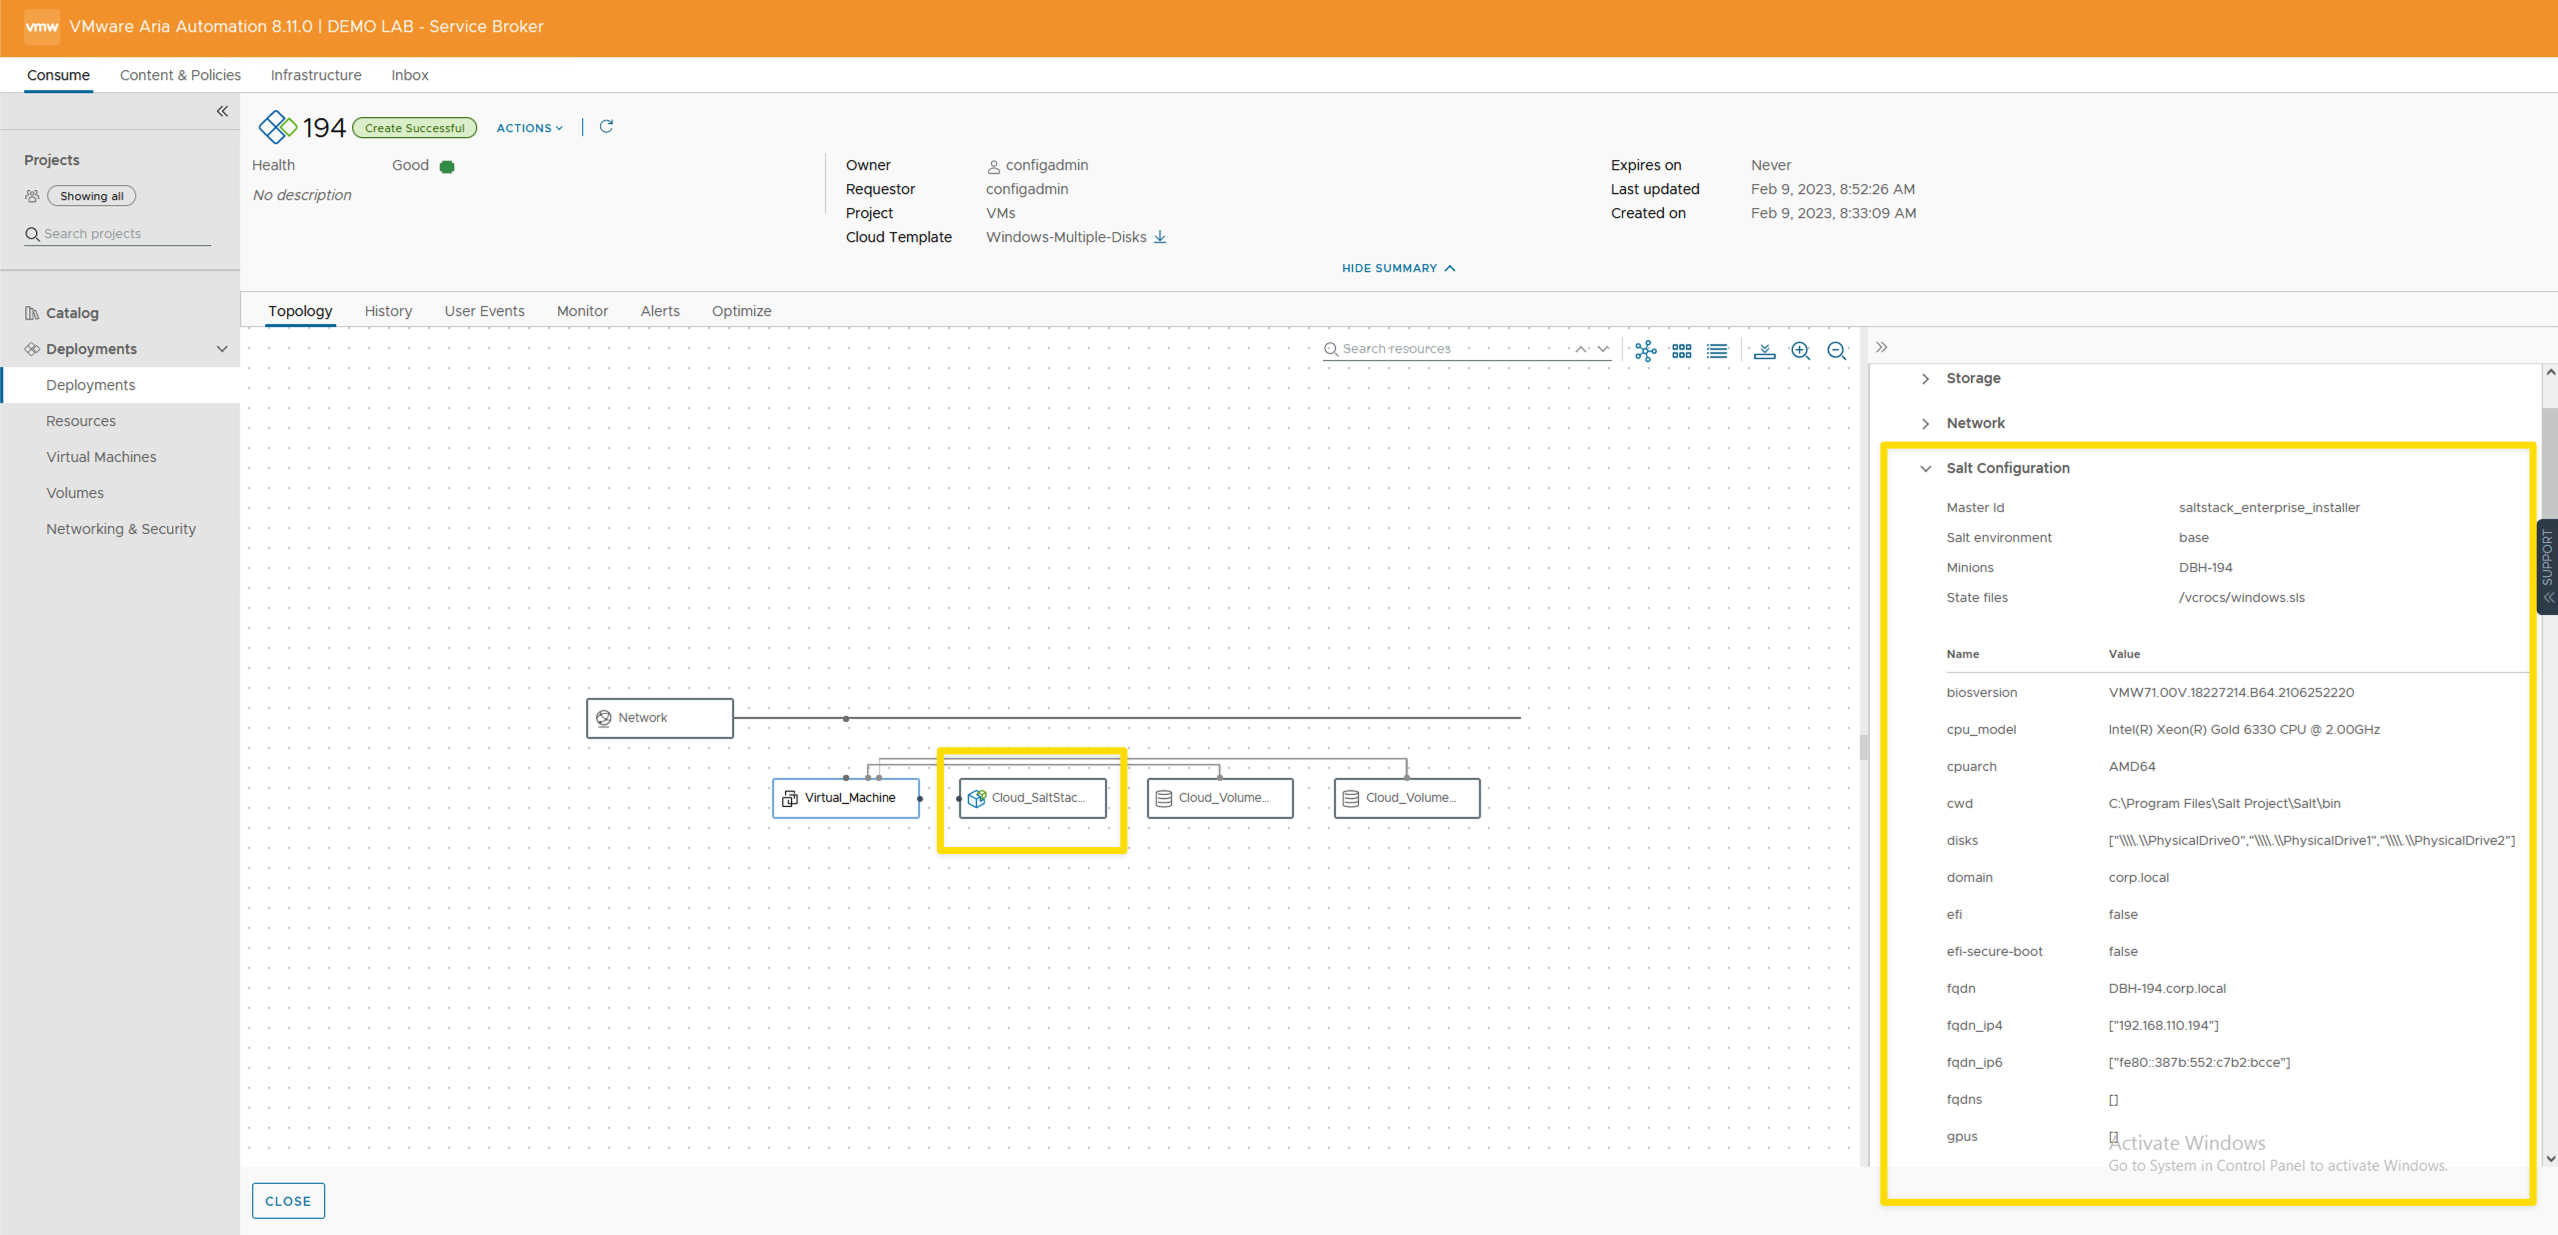 vmw VMware Aria Automation 8.11.0 | DEMO LAB - Service Broker
Consume Content & Policies Infrastructure Inbox
Projects
Showing all
Search projects
Catalog
Deployments
Deployments
Resources
Virtual Machines
Volumes
Networking & Security
194 Create Successful ACTIONS
Health Good
No description
Owner configadmin
Requestor configadmin
Project VMs
Cloud Template Windows-Multiple-Disks
Expires on Never
Last updated Feb 9, 2023, 8:52:26 AM
Created on Feb 9, 2023, 8:33:09 AM
HIDE SUMMARY
Topology History User Events Monitor Alerts Optimize
Search resources
Network
Virtual_Machine Cloud_SaltStac... Cloud_Volume... Cloud_Volume...
CLOSE
Storage
Network
Salt Configuration
Master Id saltstack_enterprise_installer
Salt environment base
Minions DBH-194
State files /vcrocs/windows.sls
Name Value
biosversion VMW71.00V.18227214.B64.2106252220
cpu_model Intel(R) Xeon(R) Gold 6330 CPU @ 2.00GHz
cpuarch AMD64
cwd C:\Program Files\Salt Project\Salt\bin
disks ["\\\\.\\PhysicalDrive0","\\\\.\\PhysicalDrive1","\\\\.\\PhysicalDrive2"]
domain corp.local
efi false
efi-secure-boot false
fqdn DBH-194.corp.local
fqdn_ip4 ["192.168.110.194"]
fqdn_ip6 ["fe80::387b:552:c7b2:bcce"]
fqdns []
gpus []
Activate Windows
Go to System in Control Panel to activate Windows.
SUPPORT